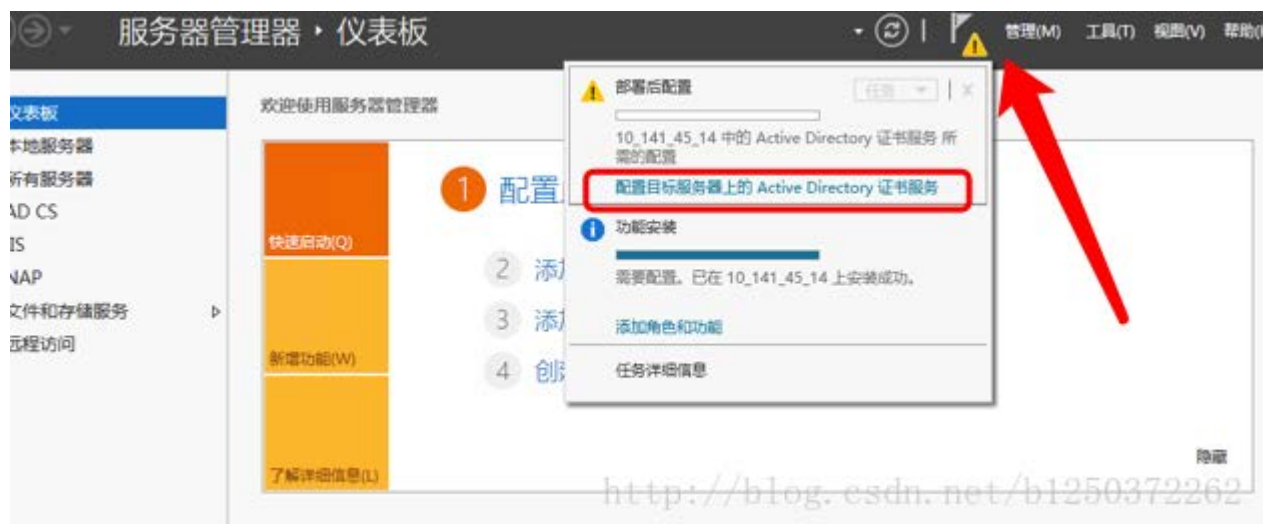 服务器管理器 · 仪表板
管理(M) 工具(T) 视图(V) 帮助(
仪表板
本地服务器
所有服务器
AD CS
IIS
NAP
文件和存储服务
远程访问
欢迎使用服务器管理器
快速启动(Q)
新增功能(W)
了解详细信息(L)
1 配置
2 添加
3 添加
4 创建
隐藏
部署后配置
任务
10_141_45_14 中的 Active Directory 证书服务 所
需的配置
配置目标服务器上的 Active Directory 证书服务
功能安装
需要配置。已在 10_141_45_14 上安装成功。
添加角色和功能
任务详细信息
http://blog.csdn.net/b1250372262